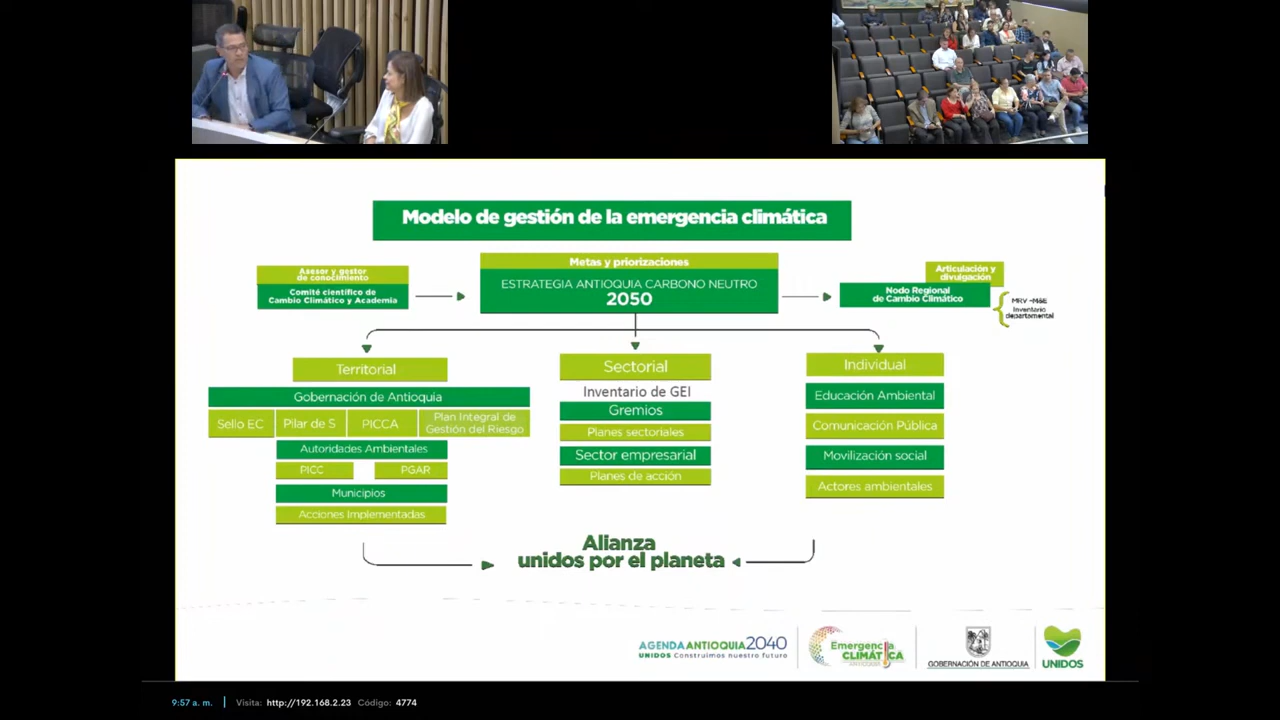 Modelo de gestión de la emergencia climática
Asesor y gestor
de conocimiento
Comité científico de
Cambio Climático y Academia
Metas y priorizaciones
ESTRATEGIA ANTIOQUIA CARBONO NEUTRO
2050
Articulación y
divulgación
Nodo Regional
de Cambio Climático
MRV -M&E
Inventario
departamental
Territorial
Gobernación de Antioquia
Sello EC
Pilar de S
PICCA
Plan Integral de
Gestión del Riesgo
Autoridades Ambientales
PICC
PGAR
Municipios
Acciones Implementadas
Sectorial
Inventario de GEI
Gremios
Planes sectoriales
Sector empresarial
Planes de acción
Individual
Educación Ambiental
Comunicación Pública
Movilización social
Actores ambientales
Alianza
unidos por el planeta
AGENDA ANTIOQUIA 2040
UNIDOS Construimos nuestro futuro
Emergencia
CLIMÁTICA
ANTIOQUIA
GOBERNACIÓN DE ANTIOQUIA
UNIDOS
9:57 a. m. | Visita: http://192.168.2.23 Código: 4774